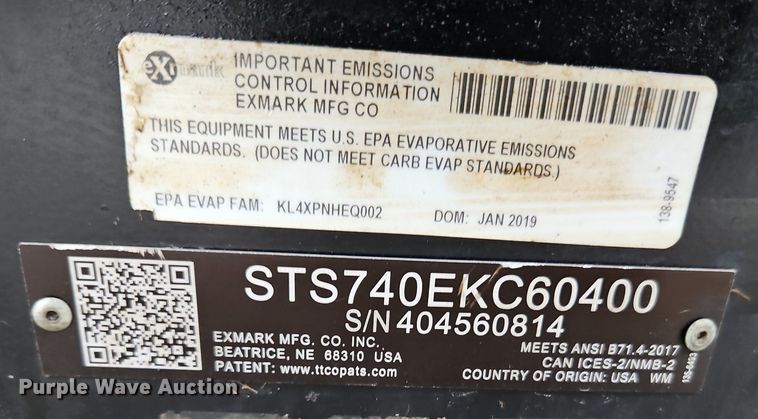 eXmark
IMPORTANT EMISSIONS
CONTROL INFORMATION
EXMARK MFG CO
THIS EQUIPMENT MEETS U.S. EPA EVAPORATIVE EMISSIONS
STANDARDS. (DOES NOT MEET CARB EVAP STANDARDS.)
EPA EVAP FAM: KL4XPNHEQ002 DOM: JAN 2019
138-9547
STS740EKC60400
S/N 404560814
EXMARK MFG. CO. INC.
BEATRICE, NE 68310 USA
PATENT: www.ttcopats.com
MEETS ANSI B71.4-2017
CAN ICES-2/NMB-2
COUNTRY OF ORIGIN: USA WM
135-6493
Purple Wave Auction